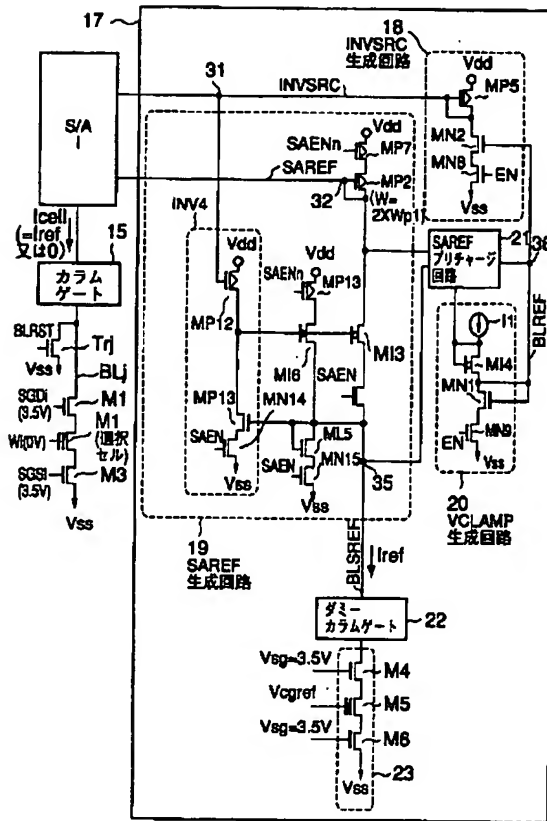 17
18
INVSRC
生成回路
31
INVSRC
Vdd
MP5
MN2
MN8
EN
Vss
S/A
SAREF
Vdd
SAENn
MP7
MP2
32
(W=
2XWp1)
Icell
(=Iref
又は0)
15
カラム
ゲート
INV4
Vdd
MP12
SAENn
MP13
MI6
MI3
SAREF
プリチャージ
回路
21
36
BLREF
I1
MI4
MN1
EN
MN9
Vss
20
VCLAMP
生成回路
BLRST
Trj
Vss
BLj
SGDi
(3.5V)
M1
Wi(0V)
M1
(選択
セル)
SGSi
(3.5V)
M3
Vss
MP13
MN14
SAEN
Vss
SAEN
ML5
SAEN
MN15
Vss
35
19
SAREF
生成回路
BLSREF
Iref
ダミー
カラムゲート
22
Vsg=3.5V
M4
Vcgref
M5
Vsg=3.5V
M6
Vss
23